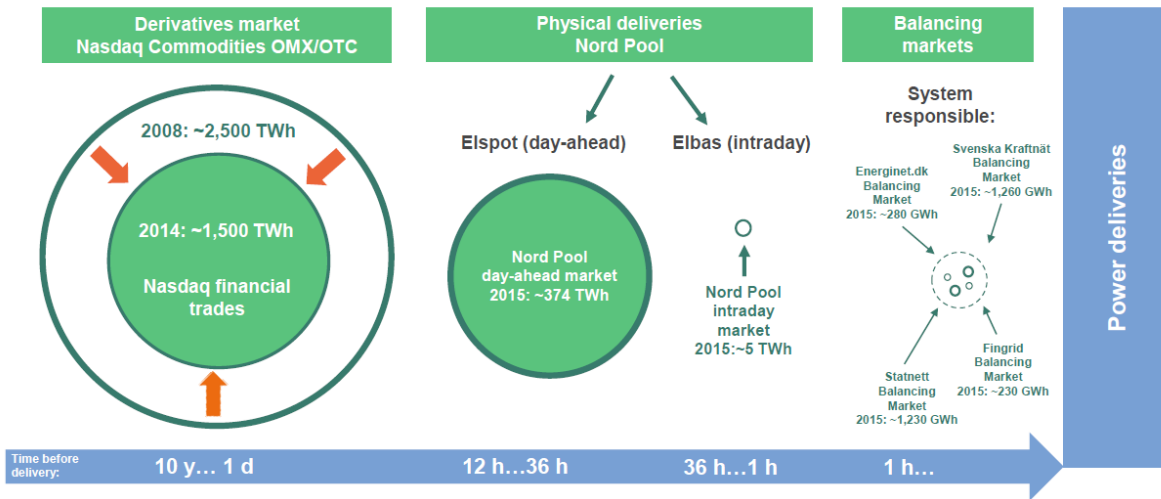 Derivatives market
Nasdaq Commodities OMX/OTC
Physical deliveries
Nord Pool
Balancing
markets
2008: ~2,500 TWh
2014: ~1,500 TWh
Nasdaq financial
trades
Elspot (day-ahead)
Elbas (intraday)
Nord Pool
day-ahead market
2015: ~374 TWh
Nord Pool
intraday
market
2015:~5 TWh
System
responsible:
Energinet.dk
Balancing
Market
2015: ~280 GWh
Svenska Kraftnät
Balancing
Market
2015: ~1,260 GWh
Statnett
Balancing
Market
2015: ~1,230 GWh
Fingrid
Balancing
Market
2015: ~230 GWh
Power deliveries
Time before
delivery:
10 y… 1 d
12 h…36 h
36 h…1 h
1 h…